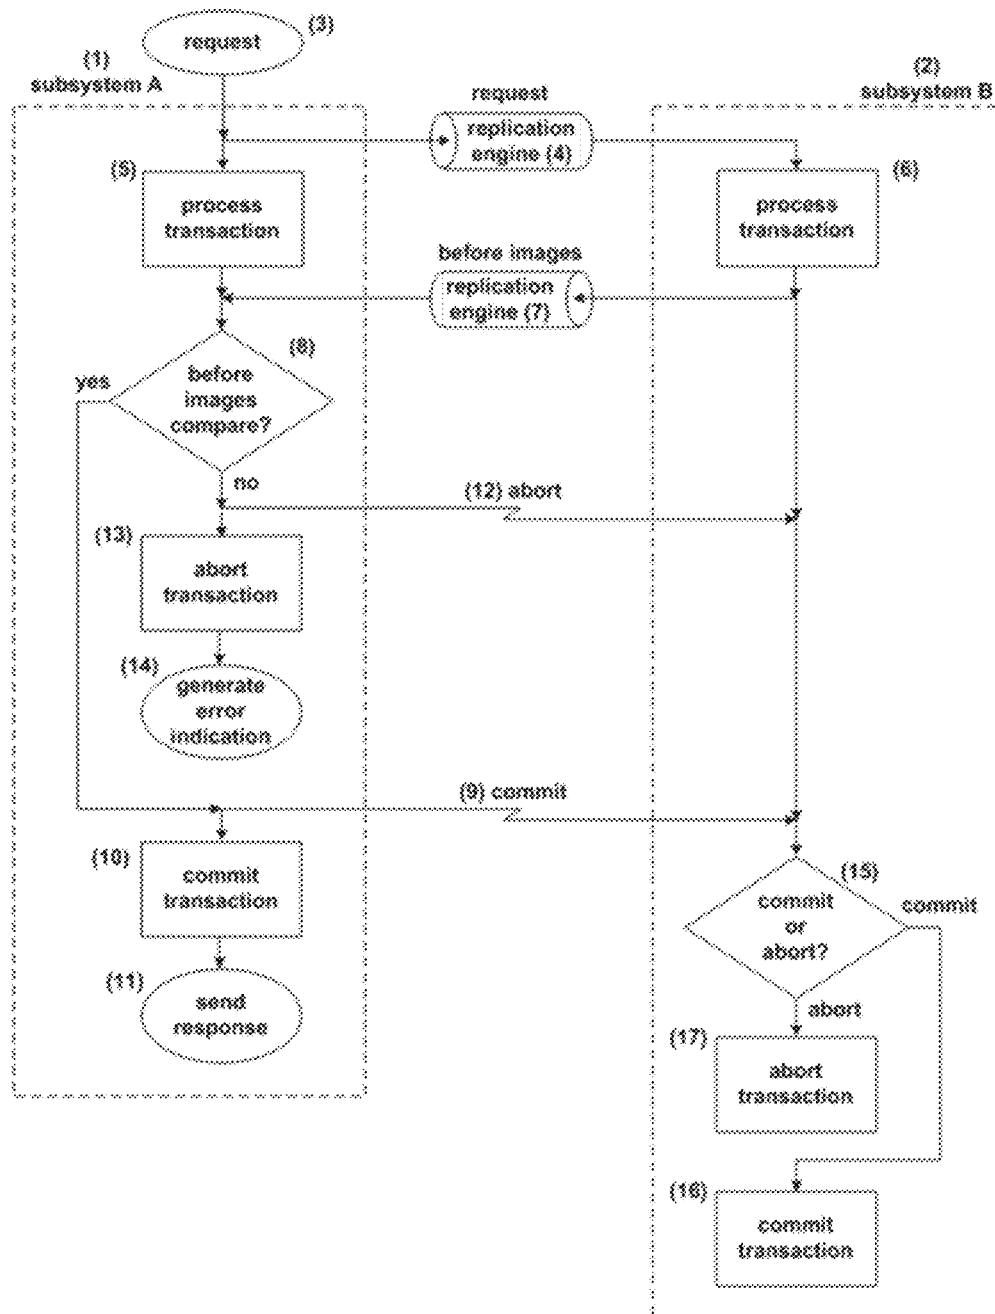 request
(3)
(1)
subsystem A
(2)
subsystem B
request
replication
engine (4)
(5)
process
transaction
(6)
process
transaction
before images
replication
engine (7)
(8)
before
images
compare?
yes
no
(12) abort
(13)
abort
transaction
(14)
generate
error
indication
(9) commit
(10)
commit
transaction
(11)
send
response
(15)
commit
or
abort?
commit
abort
(17)
abort
transaction
(16)
commit
transaction